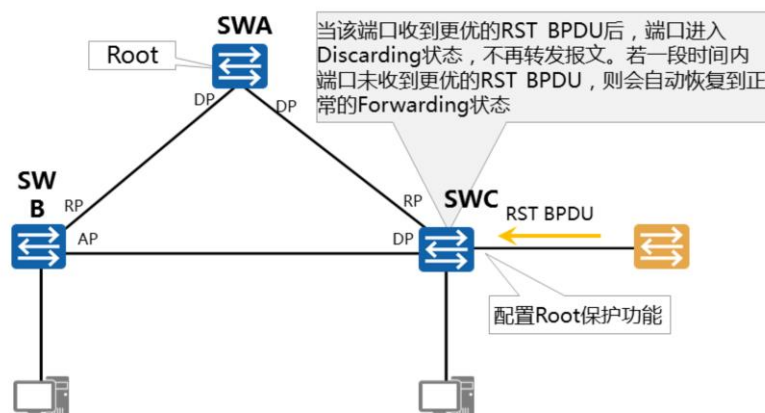 SWA
Root
当该端口收到更优的RST BPDU后，端口进入
Discarding状态，不再转发报文。若一段时间内
端口未收到更优的RST BPDU，则会自动恢复到正
常的Forwarding状态
DP
DP
SW
B
RP
AP
RP
SWC
DP
RST BPDU
配置Root保护功能